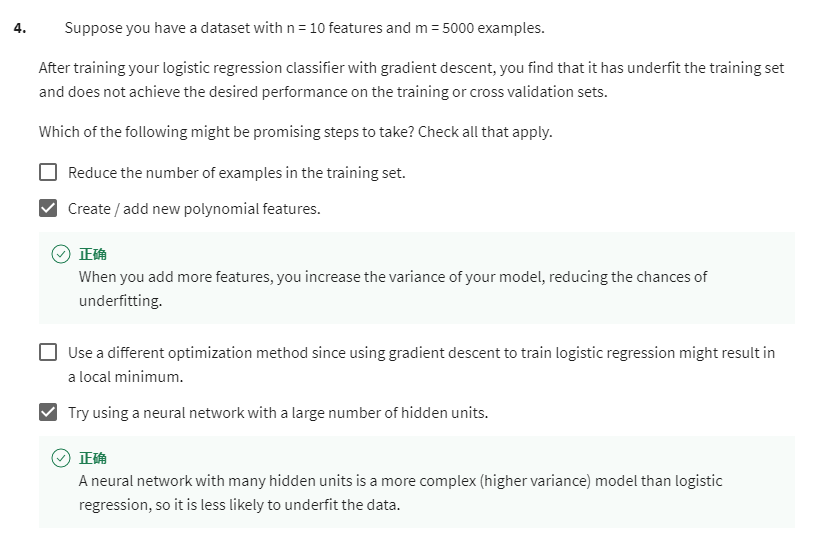 4. Suppose you have a dataset with n = 10 features and m = 5000 examples.
After training your logistic regression classifier with gradient descent, you find that it has underfit the training set
and does not achieve the desired performance on the training or cross validation sets.
Which of the following might be promising steps to take? Check all that apply.
Reduce the number of examples in the training set.
Create / add new polynomial features.
正确
When you add more features, you increase the variance of your model, reducing the chances of
underfitting.
Use a different optimization method since using gradient descent to train logistic regression might result in
a local minimum.
Try using a neural network with a large number of hidden units.
正确
A neural network with many hidden units is a more complex (higher variance) model than logistic
regression, so it is less likely to underfit the data.